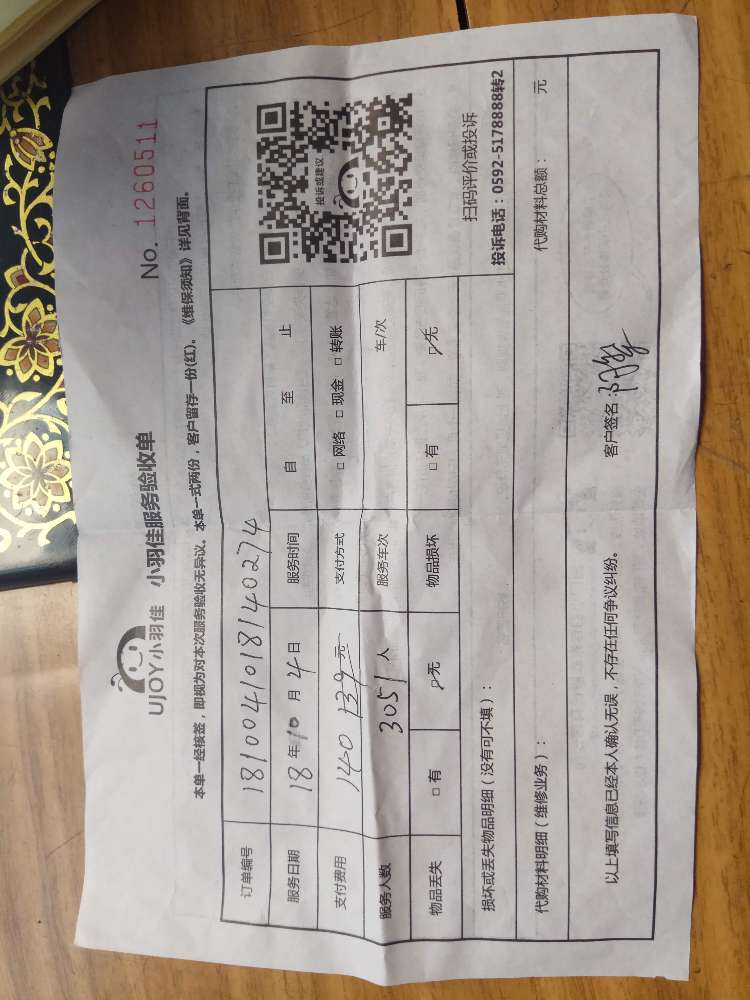 UJOY小羽佳 小羽佳服务验收单 No. 1260511
本单一经核签，即视为对本次服务验收无异议。本单一式两份，客户留存一份(红)。《维保须知》详见背面。
订单编号 1810041018140274
服务日期 18年10月4日 服务时间 自 至 止
支付费用 140 139元 支付方式 □ 网络 □ 现金 □ 转账
服务人数 3051人 服务车次 车/次
物品丢失 □ 有 □ 无 物品损坏 □ 有 □ 无
投诉或建议
扫码评价或投诉
投诉电话：0592-5178888转2
损坏或丢失物品明细（没有可不填）：
代购材料明细（维修业务）： 代购材料总额： 元
以上填写信息已经本人确认无误，不存在任何争议纠纷。 客户签名：